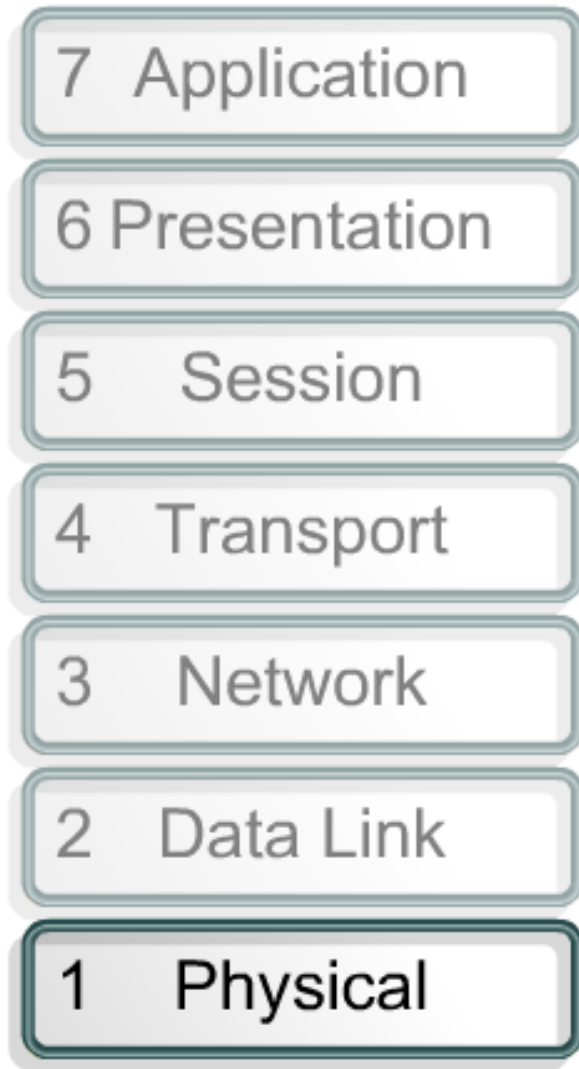 7 Application
6 Presentation
5 Session
4 Transport
3 Network
2 Data Link
1 Physical